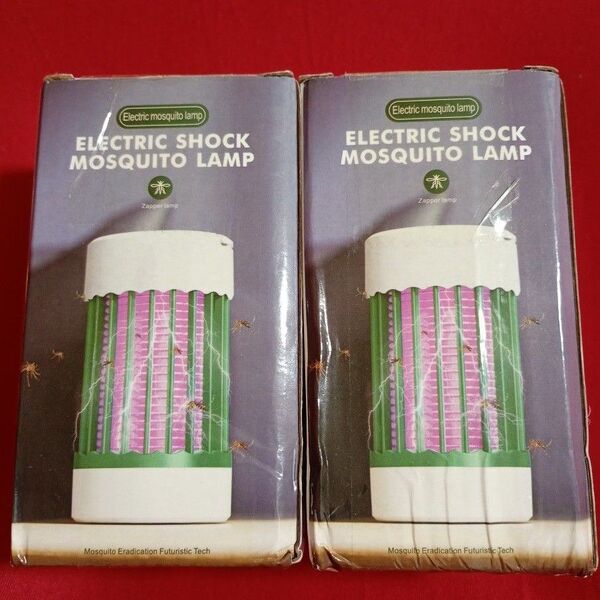 Electric mosquito lamp
ELECTRIC SHOCK
MOSQUITO LAMP
Zapper lamp
Mosquito Eradication Futuristic Tech
Electric mosquito lamp
ELECTRIC SHOCK
MOSQUITO LAMP
Zapper lamp
Mosquito Eradication Futuristic Tech